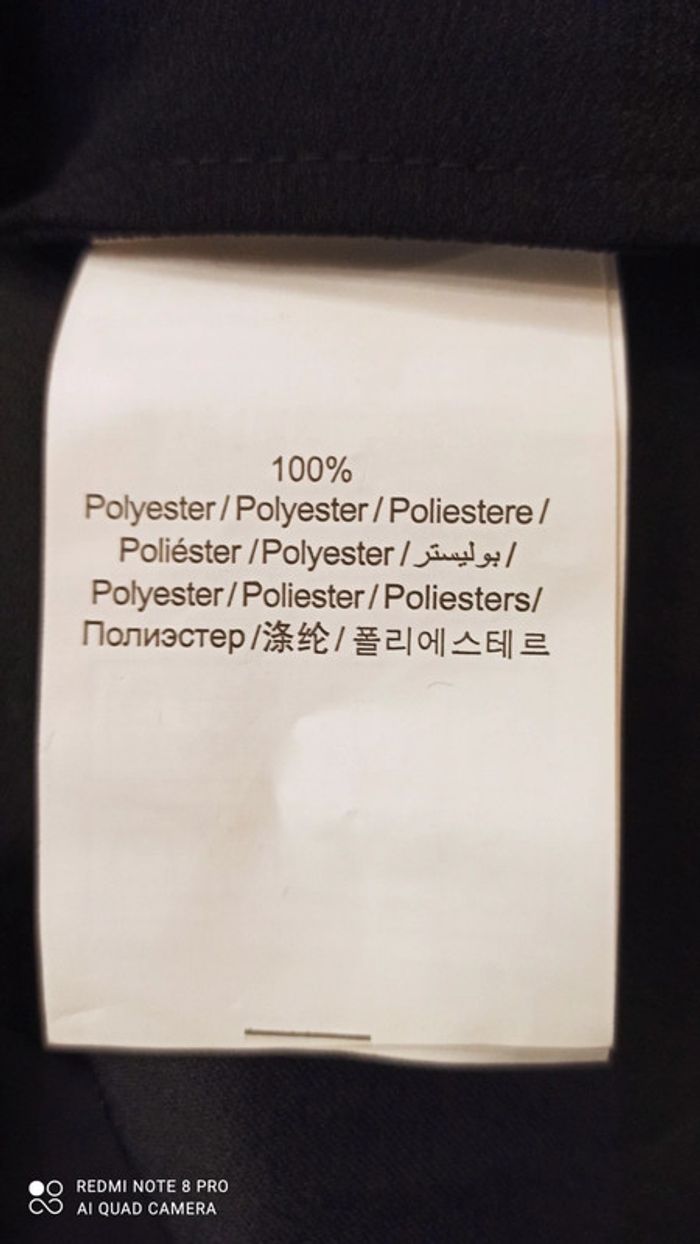 100%
Polyester / Polyester / Poliestere /
Poliéster / Polyester / بوليستر /
Polyester / Poliester / Poliesters /
Полиэстер / 涤纶 / 폴리에스테르
REDMI NOTE 8 PRO
AI QUAD CAMERA